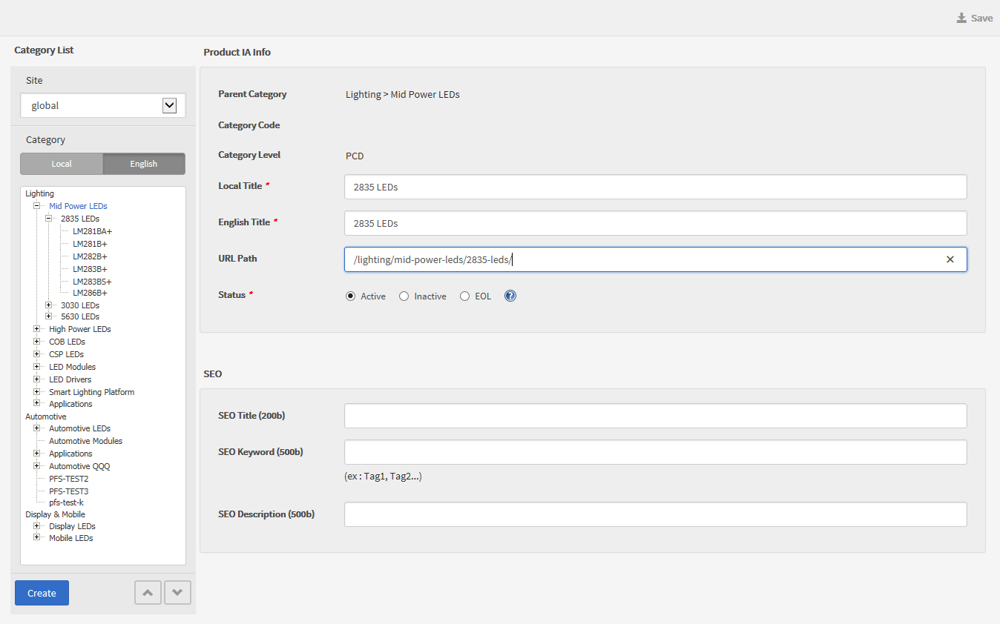 Save
Category List
Site
global
Category
Local English
Lighting
Mid Power LEDs
2835 LEDs
LM281BA+
LM281B+
LM282B+
LM283B+
LM283BS+
LM286B+
3030 LEDs
5630 LEDs
High Power LEDs
COB LEDs
CSP LEDs
LED Modules
LED Drivers
Smart Lighting Platform
Applications
Automotive
Automotive LEDs
Automotive Modules
Applications
Automotive QQQ
PFS-TEST2
PFS-TEST3
pfs-test-k
Display & Mobile
Display LEDs
Mobile LEDs
Create
Product IA Info
Parent Category Lighting > Mid Power LEDs
Category Code
Category Level PCD
Local Title * 2835 LEDs
English Title * 2835 LEDs
URL Path /lighting/mid-power-leds/2835-leds/
Status * Active Inactive EOL ?
SEO
SEO Title (200b)
SEO Keyword (500b)
(ex : Tag1, Tag2...)
SEO Description (500b)